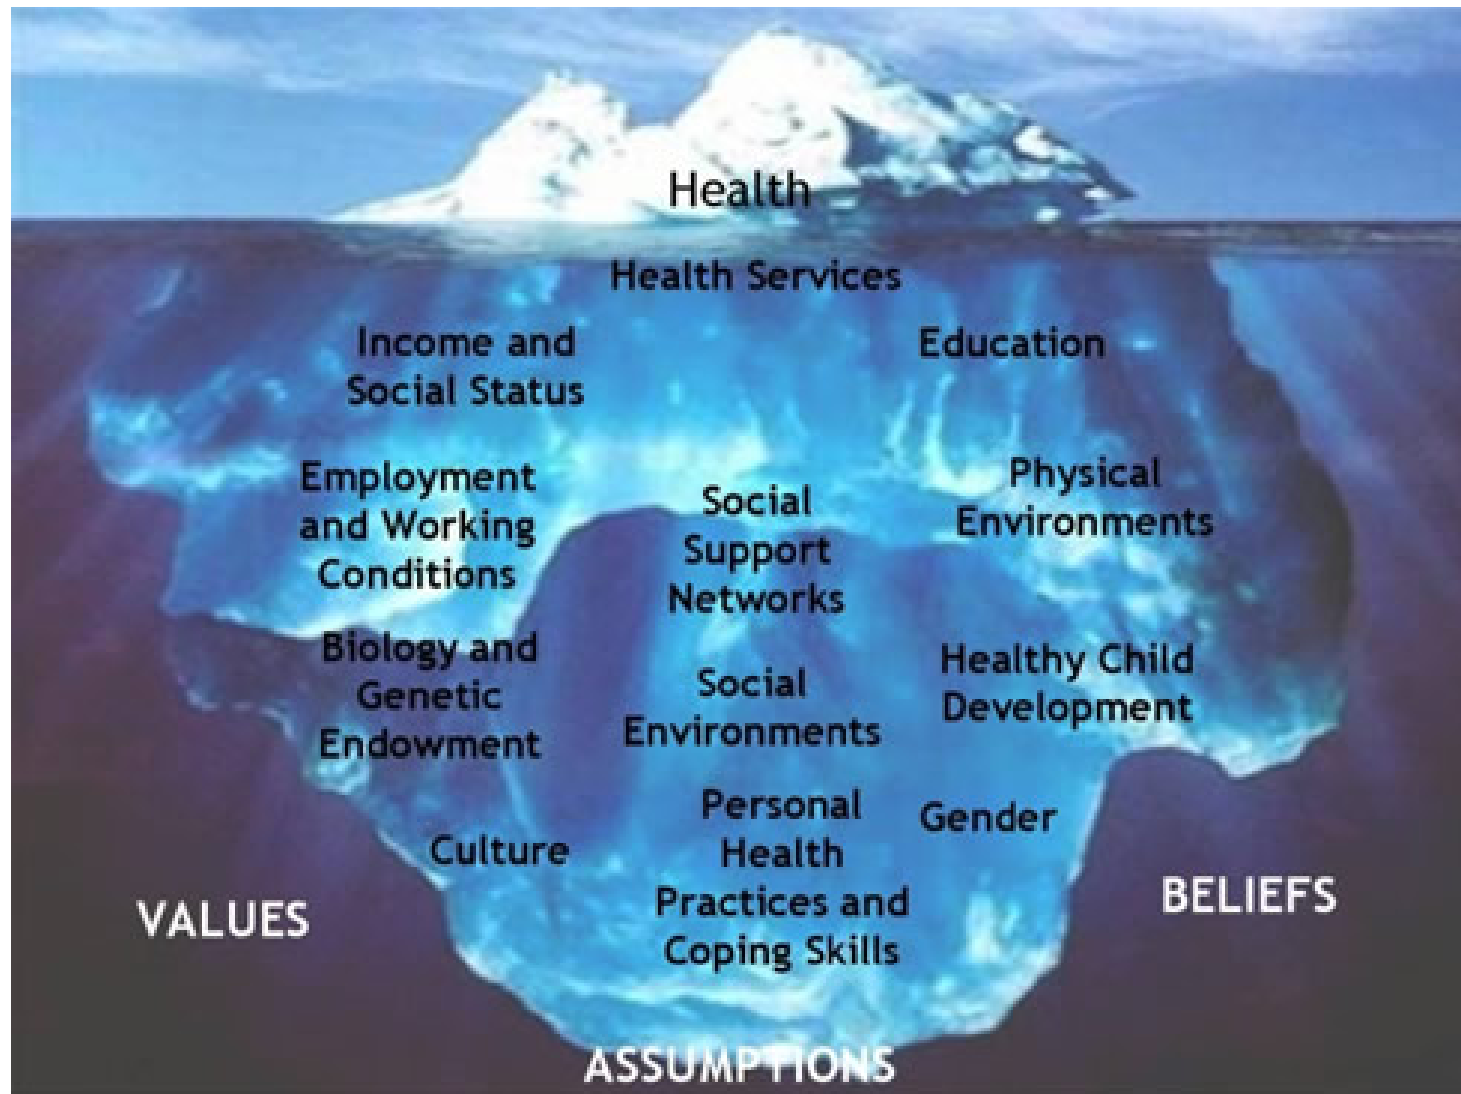 Health
Health Services
Income and
Social Status
Education
Employment
and Working
Conditions
Social
Support
Networks
Physical
Environments
Biology and
Genetic
Endowment
Social
Environments
Healthy Child
Development
Culture
Personal
Health
Practices and
Coping Skills
Gender
VALUES
BELIEFS
ASSUMPTIONS